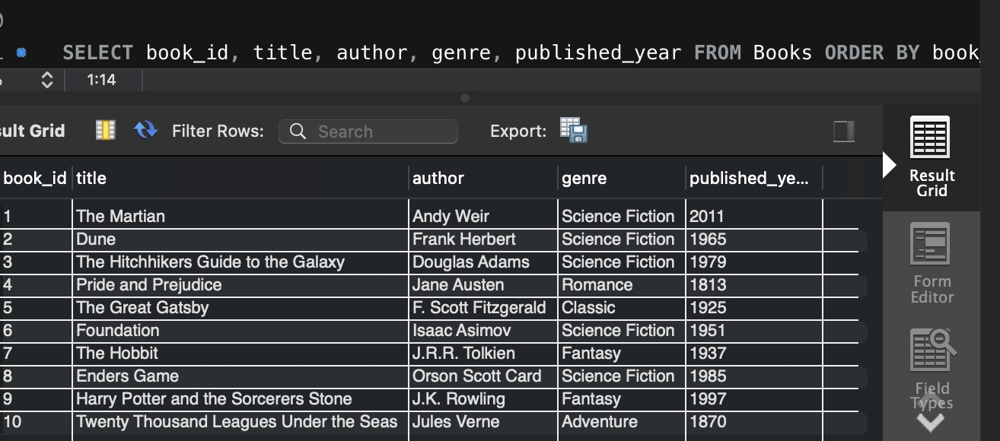 SELECT book_id, title, author, genre, published_year FROM Books ORDER BY book_
1:14
sult Grid Filter Rows: Search Export:
Result
Grid
book_id title author genre published_ye...
1 The Martian Andy Weir Science Fiction 2011
2 Dune Frank Herbert Science Fiction 1965
3 The Hitchhikers Guide to the Galaxy Douglas Adams Science Fiction 1979
4 Pride and Prejudice Jane Austen Romance 1813
5 The Great Gatsby F. Scott Fitzgerald Classic 1925
6 Foundation Isaac Asimov Science Fiction 1951
7 The Hobbit J.R.R. Tolkien Fantasy 1937
8 Enders Game Orson Scott Card Science Fiction 1985
9 Harry Potter and the Sorcerers Stone J.K. Rowling Fantasy 1997
10 Twenty Thousand Leagues Under the Seas Jules Verne Adventure 1870
Form
Editor
Field
Types